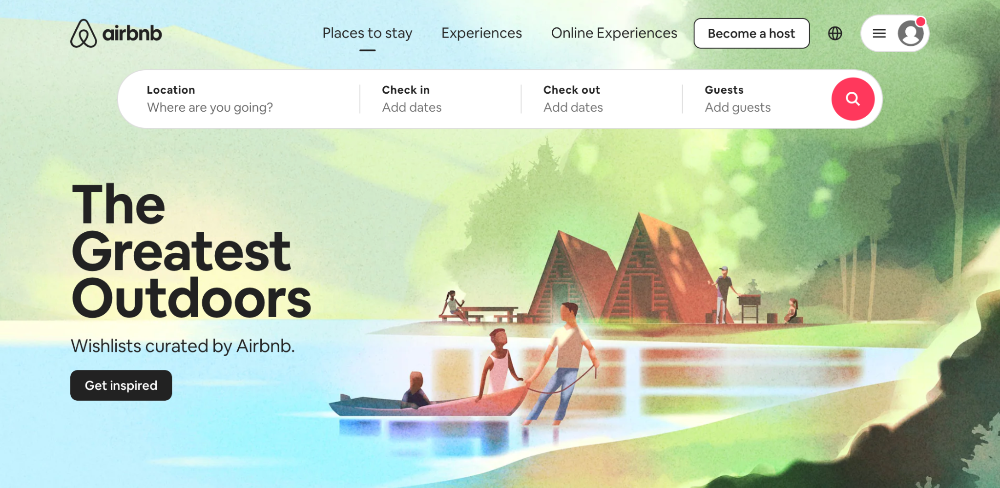 airbnb
Places to stay
Experiences
Online Experiences
Become a host
Location
Where are you going?
Check in
Add dates
Check out
Add dates
Guests
Add guests
The
Greatest
Outdoors
Wishlists curated by Airbnb.
Get inspired